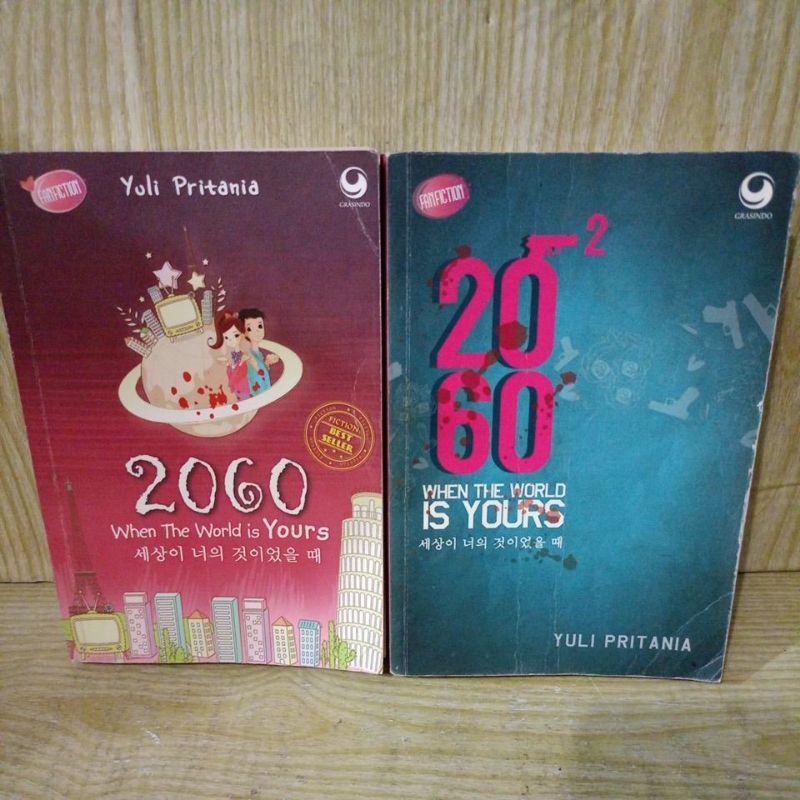 FANFICTION
Yuli Pritania
GRASINDO
FICTION
BEST
SELLER
2060
When The World is Yours
세상이 너의 것이었을 때
FANFICTION
GRASINDO
20 2
60
WHEN THE WORLD
IS YOURS
세상이 너의 것이었을 때
YULI PRITANIA